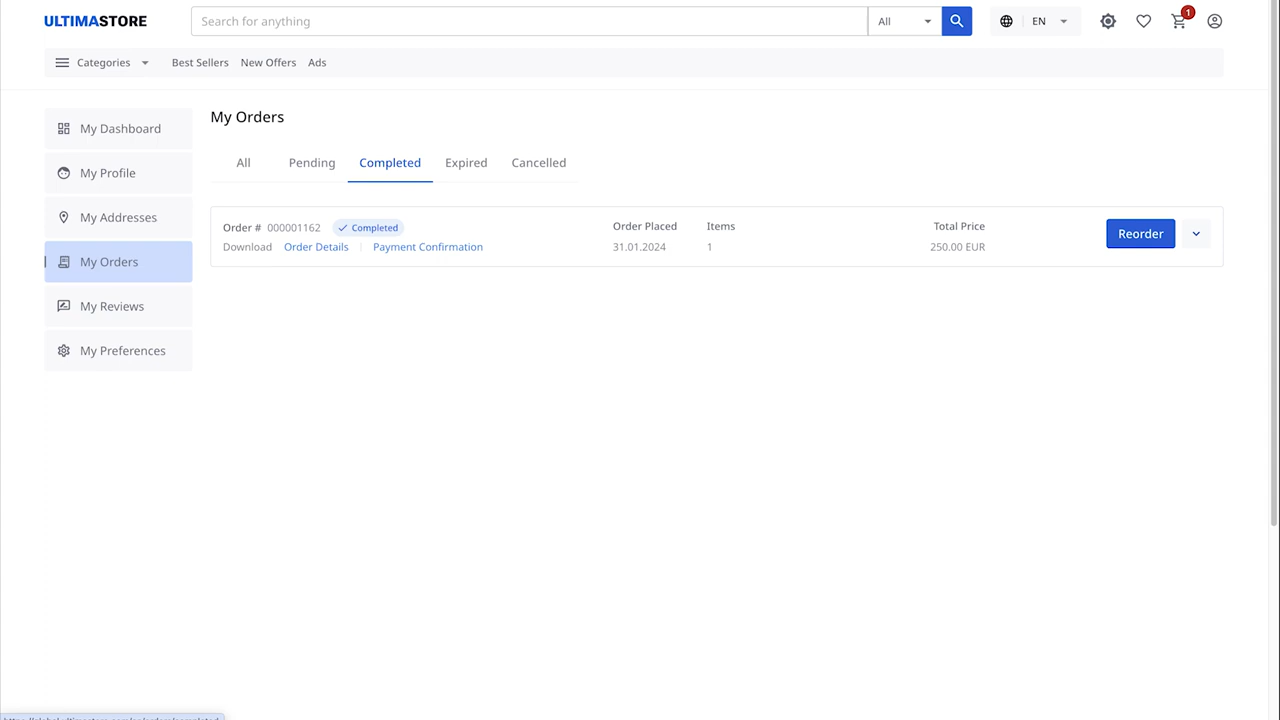 ULTIMASTORE
Search for anything
All
EN
1
Categories
Best Sellers
New Offers
Ads
My Dashboard
My Profile
My Addresses
My Orders
My Reviews
My Preferences
My Orders
All
Pending
Completed
Expired
Cancelled
Order # 000001162
Completed
Download
Order Details
Payment Confirmation
Order Placed
31.01.2024
Items
1
Total Price
250.00 EUR
Reorder